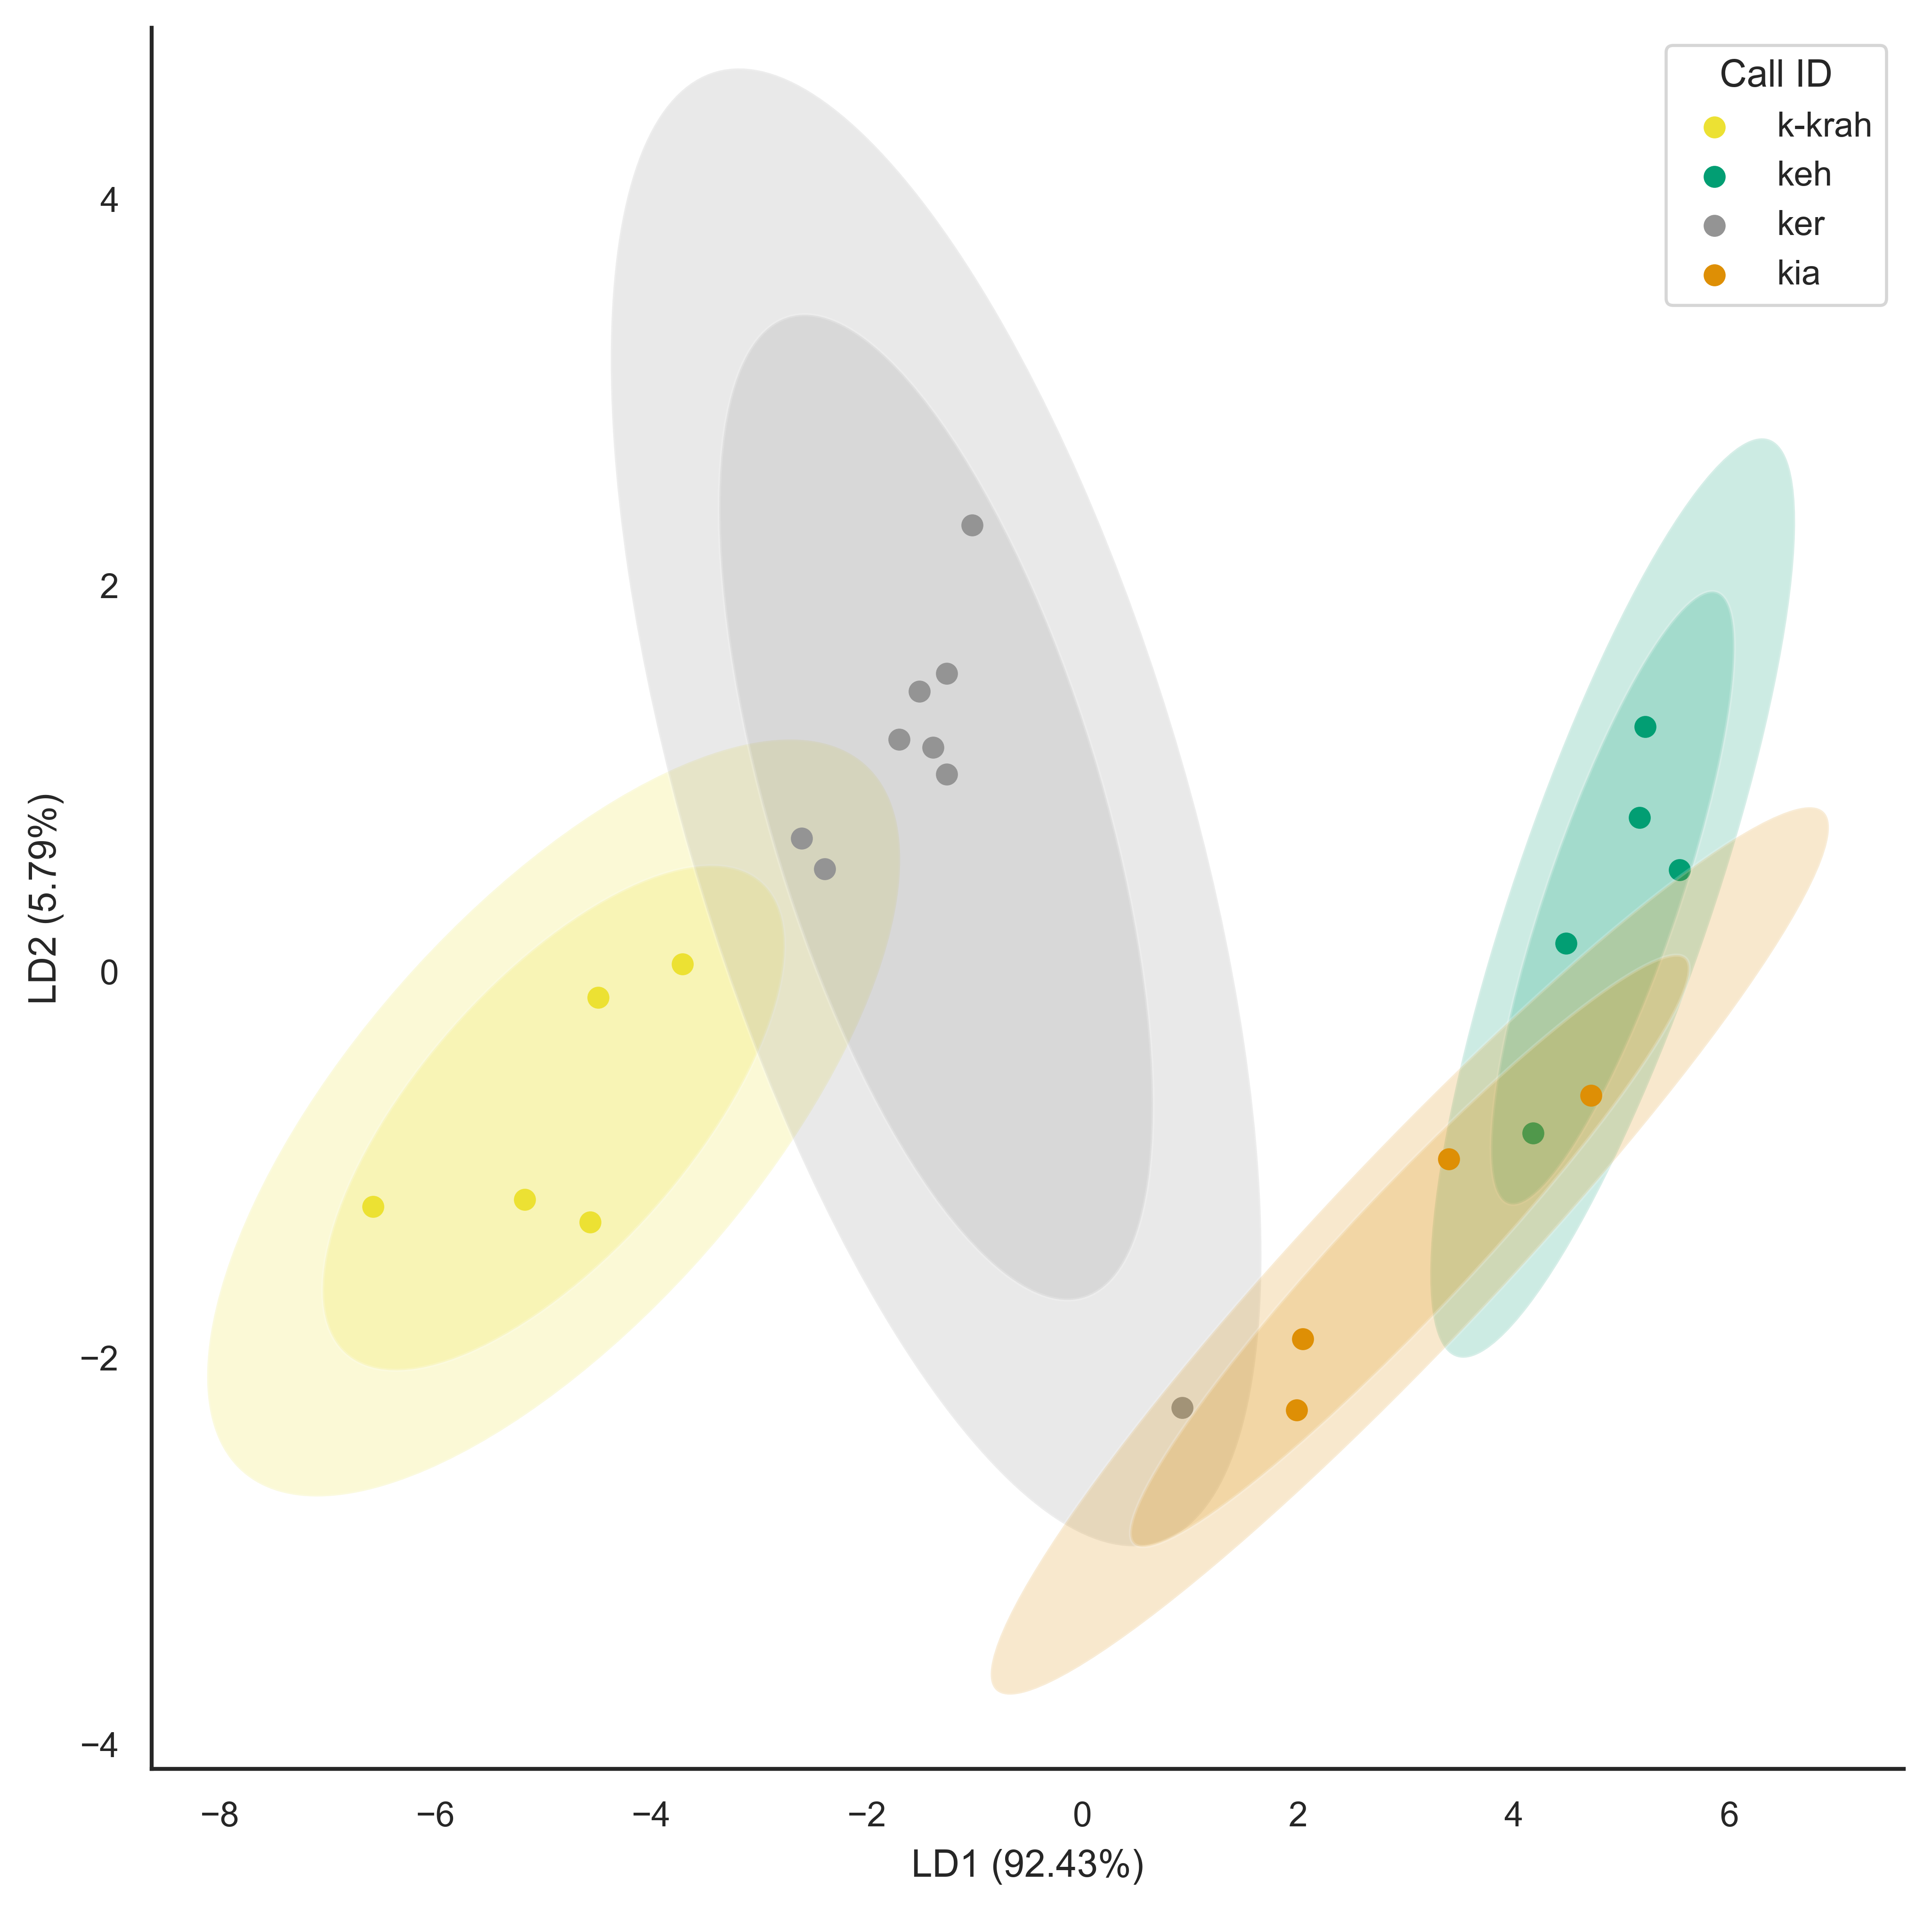 Call ID
k-krah
keh
ker
kia
4
2
0
−2
−4
LD2 (5.79%)
−8 −6 −4 −2 0 2 4 6
LD1 (92.43%)